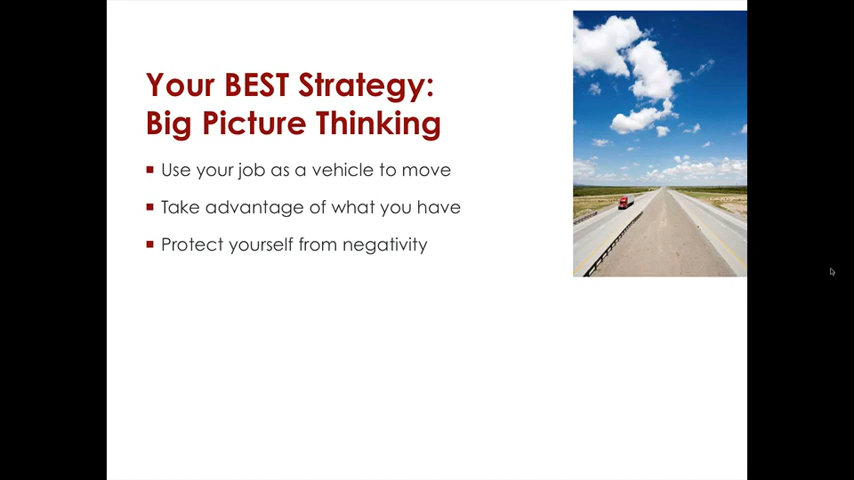 Your BEST Strategy:
Big Picture Thinking
Use your job as a vehicle to move
Take advantage of what you have
Protect yourself from negativity